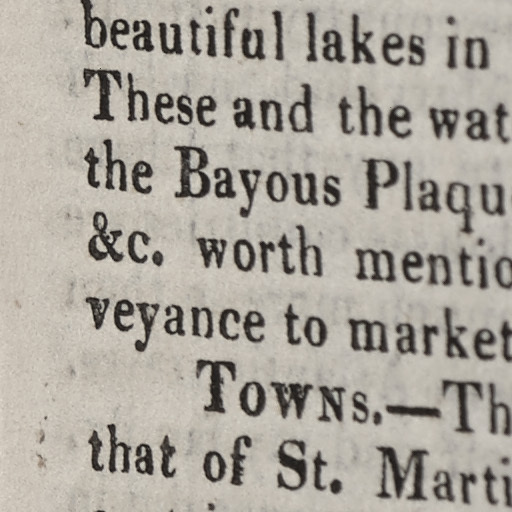 beautiful lakes in
These and the wat
the Bayous Plaqu
&c. worth mentio
veyance to market
Towns.—Th
that of St. Marti